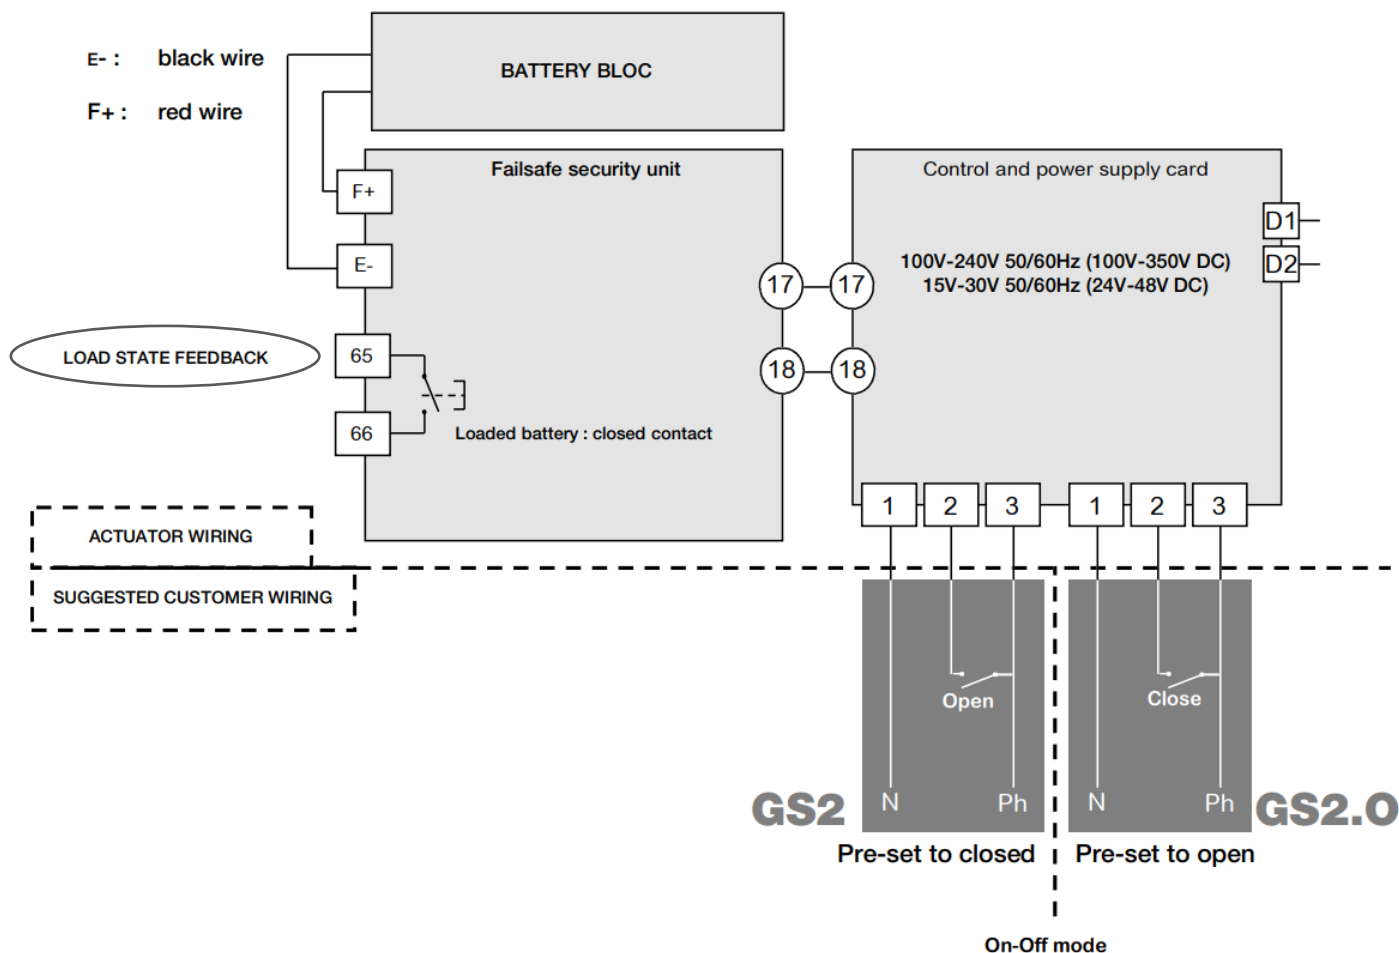 E- : black wire
F+ : red wire
BATTERY BLOC
Failsafe security unit
F+
E-
LOAD STATE FEEDBACK
65
66
Loaded battery : closed contact
17
18
Control and power supply card
100V-240V 50/60Hz (100V-350V DC)
15V-30V 50/60Hz (24V-48V DC)
D1
D2
17
18
1 2 3 1 2 3
ACTUATOR WIRING
SUGGESTED CUSTOMER WIRING
Open
Close
GS2 N Ph N Ph GS2.O
Pre-set to closed
Pre-set to open
On-Off mode